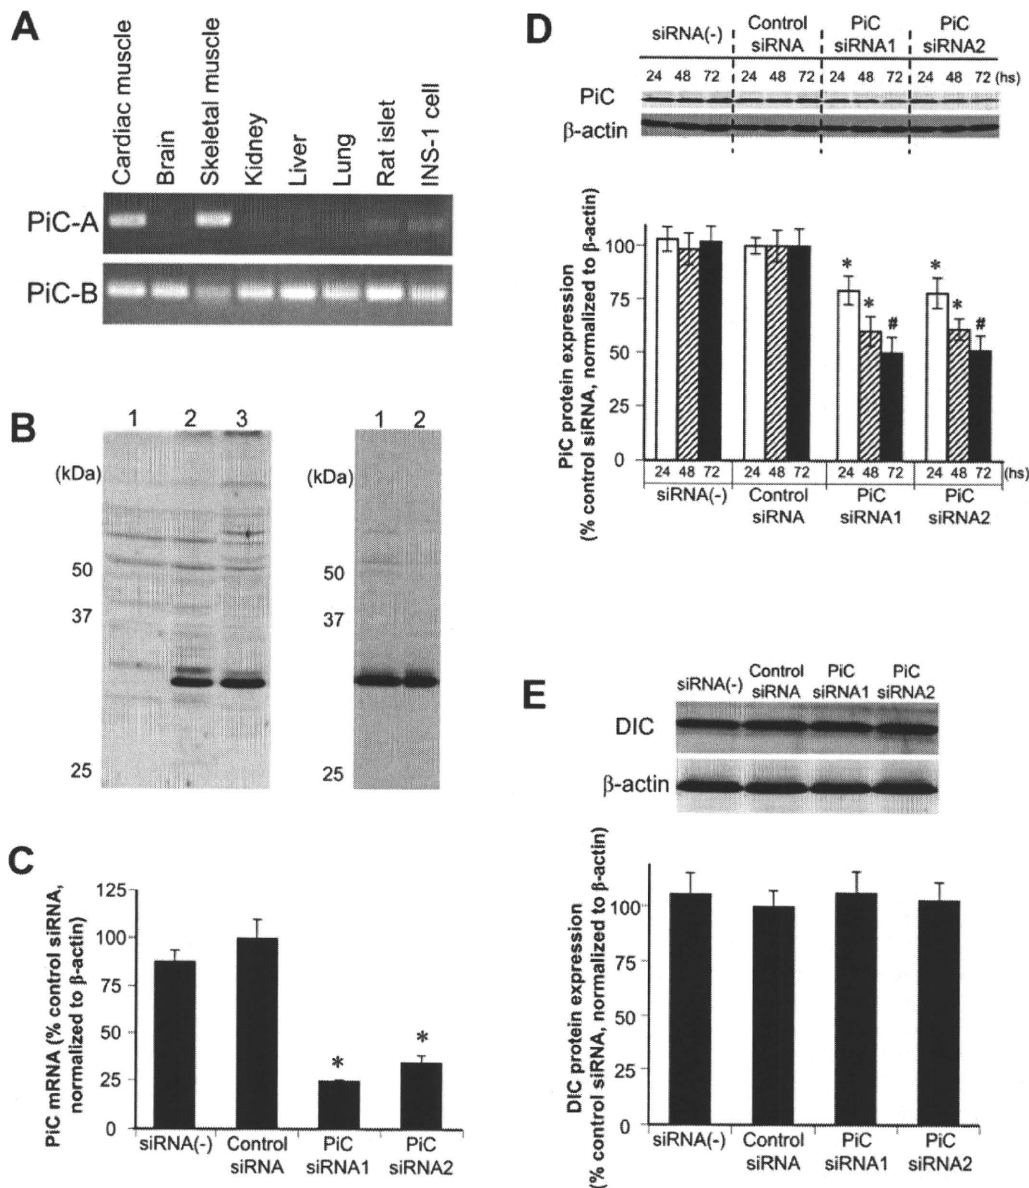 A
Cardiac muscle
Brain
Skeletal muscle
Kidney
Liver
Lung
Rat islet
INS-1 cell
PiC-A
PiC-B
B
1 2 3
(kDa)
50
37
25
1 2
(kDa)
50
37
25
C
PiC mRNA (% control siRNA,
normalized to β-actin)
125
100
75
50
25
0
* *
siRNA(-) Control siRNA PiC siRNA1 PiC siRNA2
D
siRNA(-) Control siRNA PiC siRNA1 PiC siRNA2
24 48 72 24 48 72 24 48 72 24 48 72 (hs)
PiC
β-actin
PiC protein expression
(% control siRNA, normalized to β-actin)
100
75
50
25
0
* * # * * #
24 48 72 24 48 72 24 48 72 24 48 72 (hs)
siRNA(-) Control siRNA PiC siRNA1 PiC siRNA2
E
siRNA(-) Control siRNA PiC siRNA1 PiC siRNA2
DIC
β-actin
DIC protein expression
(% control siRNA, normalized to β-actin)
100
75
50
25
0
siRNA(-) Control siRNA PiC siRNA1 PiC siRNA2